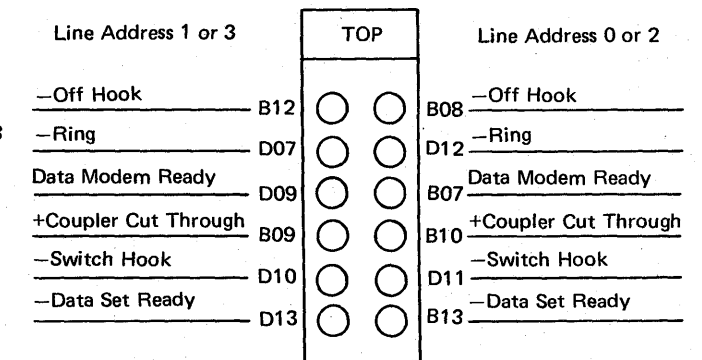 Line Address 1 or 3 TOP Line Address 0 or 2
—Off Hook B12 B08 —Off Hook
—Ring D07 D12 —Ring
Data Modem Ready D09 B07 Data Modem Ready
+Coupler Cut Through B09 B10 +Coupler Cut Through
—Switch Hook D10 D11 —Switch Hook
—Data Set Ready D13 B13 —Data Set Ready